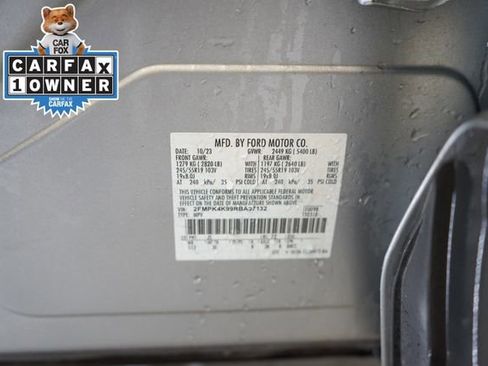 CAR
FOX
CARFAX
1 OWNER
SHOW ME THE
CARFAX
MFD. BY FORD MOTOR CO.
DATE: 10/23 GVWR: 2449 KG ( 5400 LB)
FRONT GAWR: REAR GAWR:
1279 KG ( 2820 LB) WITH 1197 KG ( 2640 LB) WITH
245/55R19 103V TIRES 245/55R19 103V TIRES
19x8.0J RIMS 19x8.0J RIMS
AT 240 kPa/ 35 PSI COLD AT 240 kPa/ 35 PSI COLD
THIS VEHICLE CONFORMS TO ALL APPLICABLE FEDERAL MOTOR
VEHICLE SAFETY AND THEFT PREVENTION STANDARDS IN
EFFECT ON THE DATE OF MANUFACTURE SHOWN ABOVE.
VIN:
TYPE: MPV